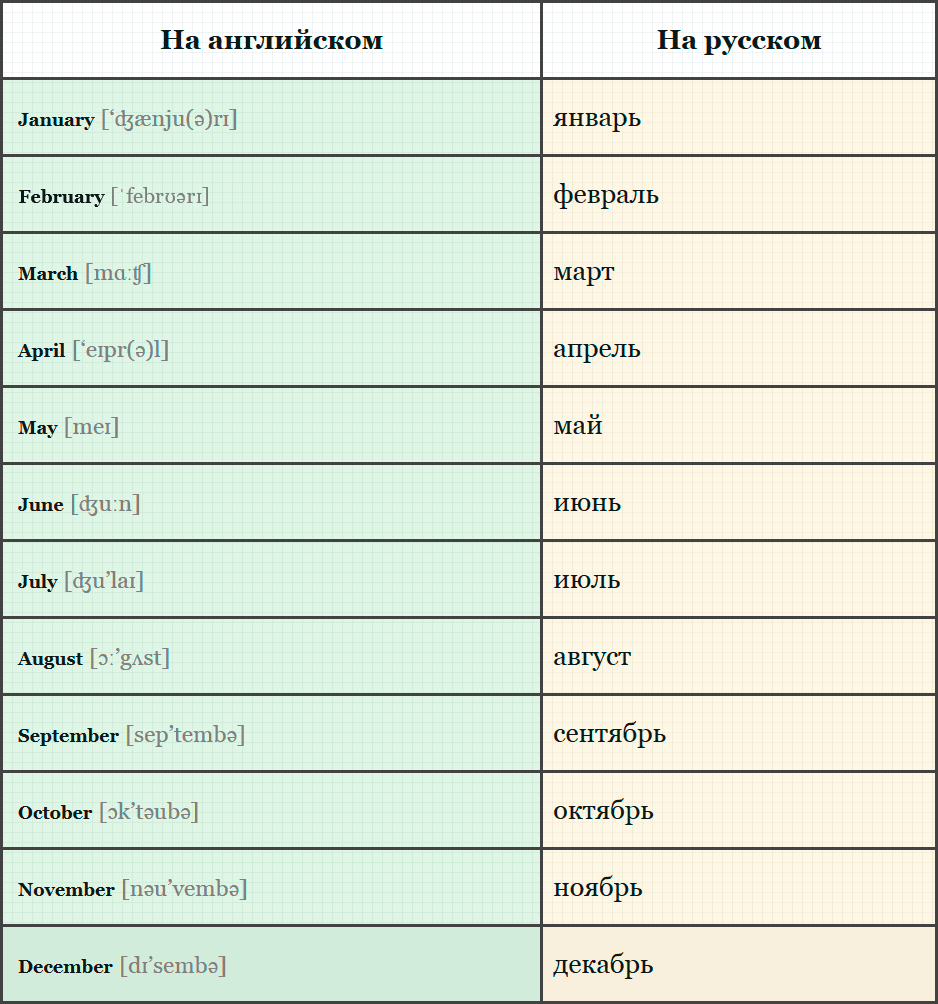 На английском На русском
January [‘ʤænju(ə)rɪ] январь
February [ˈfebrʊərɪ] февраль
March [mɑːʧ] март
April [‘eɪpr(ə)l] апрель
May [meɪ] май
June [ʤuːn] июнь
July [ʤu’laɪ] июль
August [ɔː’gʌst] август
September [sep’tembə] сентябрь
October [ɔk’təubə] октябрь
November [nəu’vembə] ноябрь
December [dɪ’sembə] декабрь